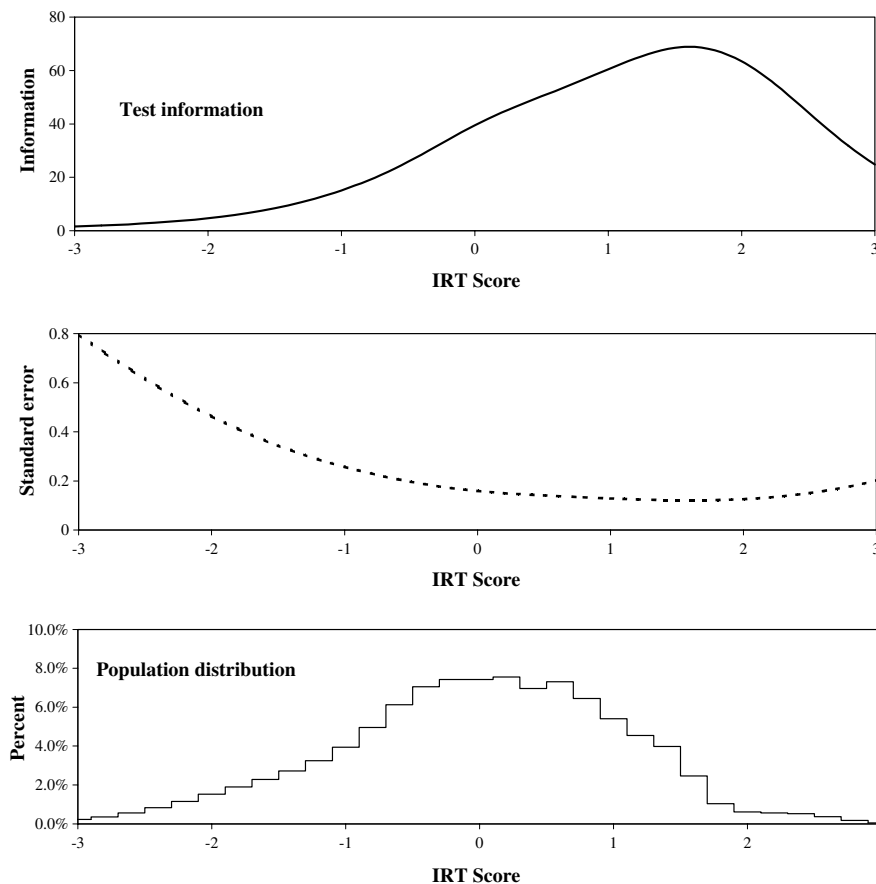 80
60
40
20
0
Information
Test information
-3 -2 -1 0 1 2 3
IRT Score
0.8
0.6
0.4
0.2
0
Standard error
-3 -2 -1 0 1 2 3
IRT Score
10.0%
8.0%
6.0%
4.0%
2.0%
0.0%
Percent
Population distribution
-3 -2 -1 0 1 2
IRT Score